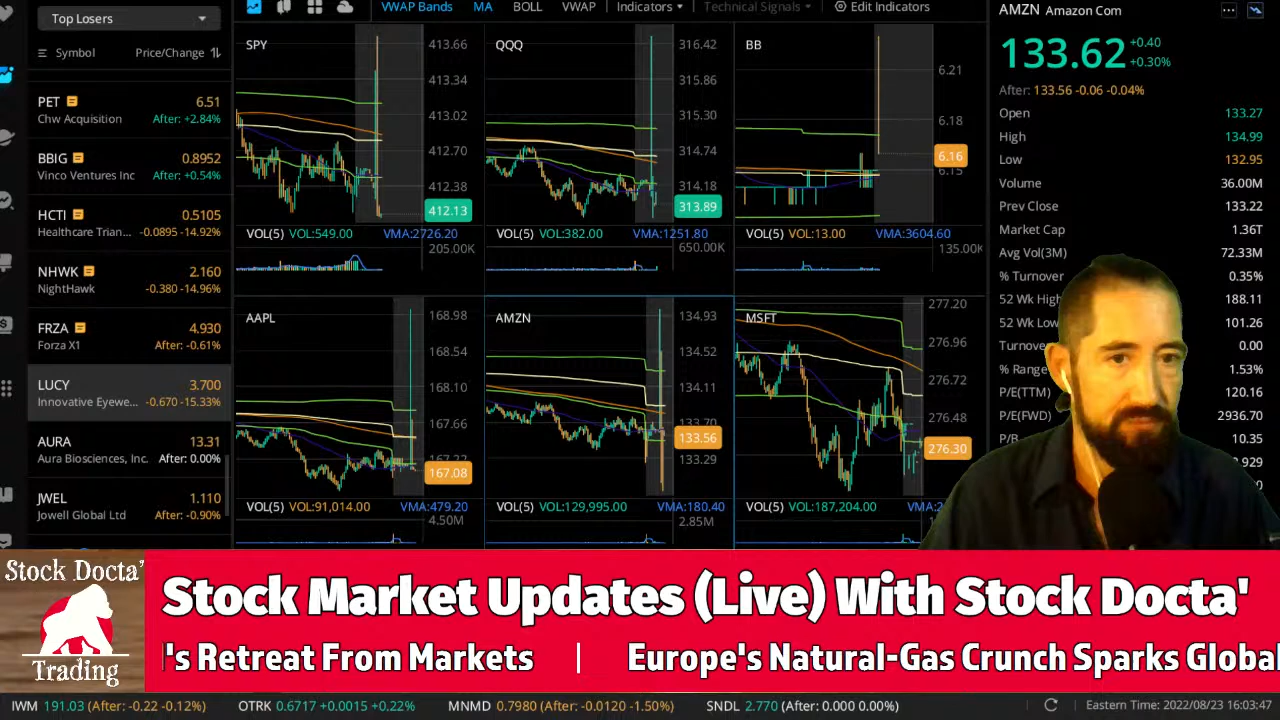 Top Losers
Symbol Price/Change
PET 6.51
Chw Acquisition After: +2.84%
BBIG 0.8952
Vinco Ventures Inc After: +0.54%
HCTI 0.5105
Healthcare Trian... -0.0895 -14.92%
NHWK 2.160
NightHawk -0.380 -14.96%
FRZA 4.930
Forza X1 After: -0.61%
LUCY 3.700
Innovative Eyewe... -0.670 -15.33%
AURA 13.31
Aura Biosciences, Inc. After: 0.00%
JWEL 1.110
Jowell Global Ltd After: -0.90%
VWAP Bands MA BOLL VWAP Indicators Technical Signals Edit Indicators
SPY
413.66
413.34
413.02
412.70
412.38
412.13
VOL(5) VOL:549.00 VMA:2726.20
205.00K
QQQ
316.42
315.86
315.30
314.74
314.18
313.89
VOL(5) VOL:382.00 VMA:1251.80
650.00K
BB
6.21
6.18
6.16
6.15
VOL(5) VOL:13.00 VMA:3604.60
135.00K
AAPL
168.98
168.54
168.10
167.66
167.08
VOL(5) VOL:91,014.00 VMA:479.20
4.50M
AMZN
134.93
134.52
134.11
133.70
133.56
133.29
VOL(5) VOL:129,995.00 VMA:180.40
2.85M
MSFT
277.20
276.96
276.72
276.48
276.30
VOL(5) VOL:187,204.00
AMZN Amazon Com
133.62 +0.40
+0.30%
After: 133.56 -0.06 -0.04%
Open 133.27
High 134.99
Low 132.95
Volume 36.00M
Prev Close 133.22
Market Cap 1.36T
Avg Vol(3M) 72.33M
% Turnover 0.35%
52 Wk High 188.11
52 Wk Low 101.26
Turnover 0.00
% Range 1.53%
P/E(TTM) 120.16
P/E(FWD) 2936.70
P/B 10.35
Stock Docta'
Trading
Stock Market Updates (Live) With Stock Docta'
's Retreat From Markets | Europe's Natural-Gas Crunch Sparks Global
IWM 191.03 (After: -0.22 -0.12%) OTRK 0.6717 +0.0015 +0.22% MNMD 0.7980 (After: -0.0120 -1.50%) SNDL 2.770 (After: 0.000 0.00%) Eastern Time: 2022/08/23 16:03:47